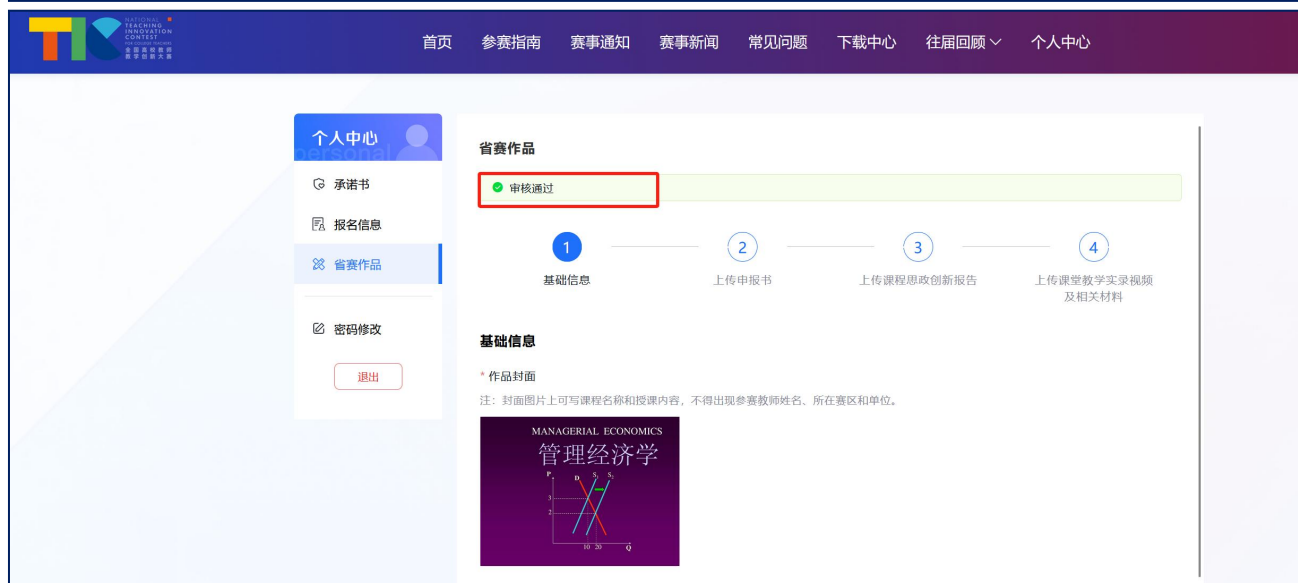 NATIONAL
TEACHING
INNOVATION
CONTEST
FOR COLLEGE TEACHERS
全国高校教师
教学创新大赛
首页 参赛指南 赛事通知 赛事新闻 常见问题 下载中心 往届回顾 个人中心
个人中心
personal
承诺书
报名信息
省赛作品
密码修改
退出
省赛作品
审核通过
1 2 3 4
基础信息 上传申报书 上传课程思政创新报告 上传课堂教学实录视频
及相关材料
基础信息
* 作品封面
注：封面图片上可写课程名称和授课内容，不得出现参赛教师姓名、所在赛区和单位。
MANAGERIAL ECONOMICS
管理经济学
P D S₁ S₂
3
2
10 20 Q